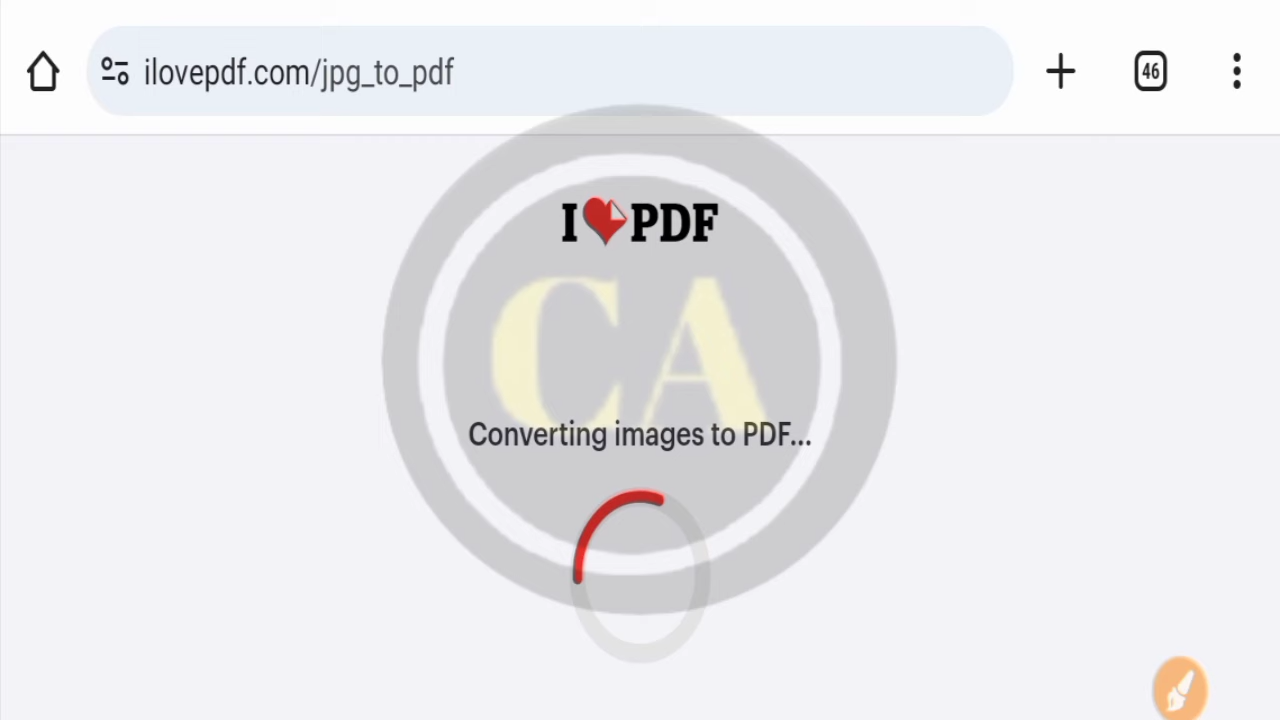 ilovepdf.com/jpg_to_pdf
46
I PDF
CA
Converting images to PDF...